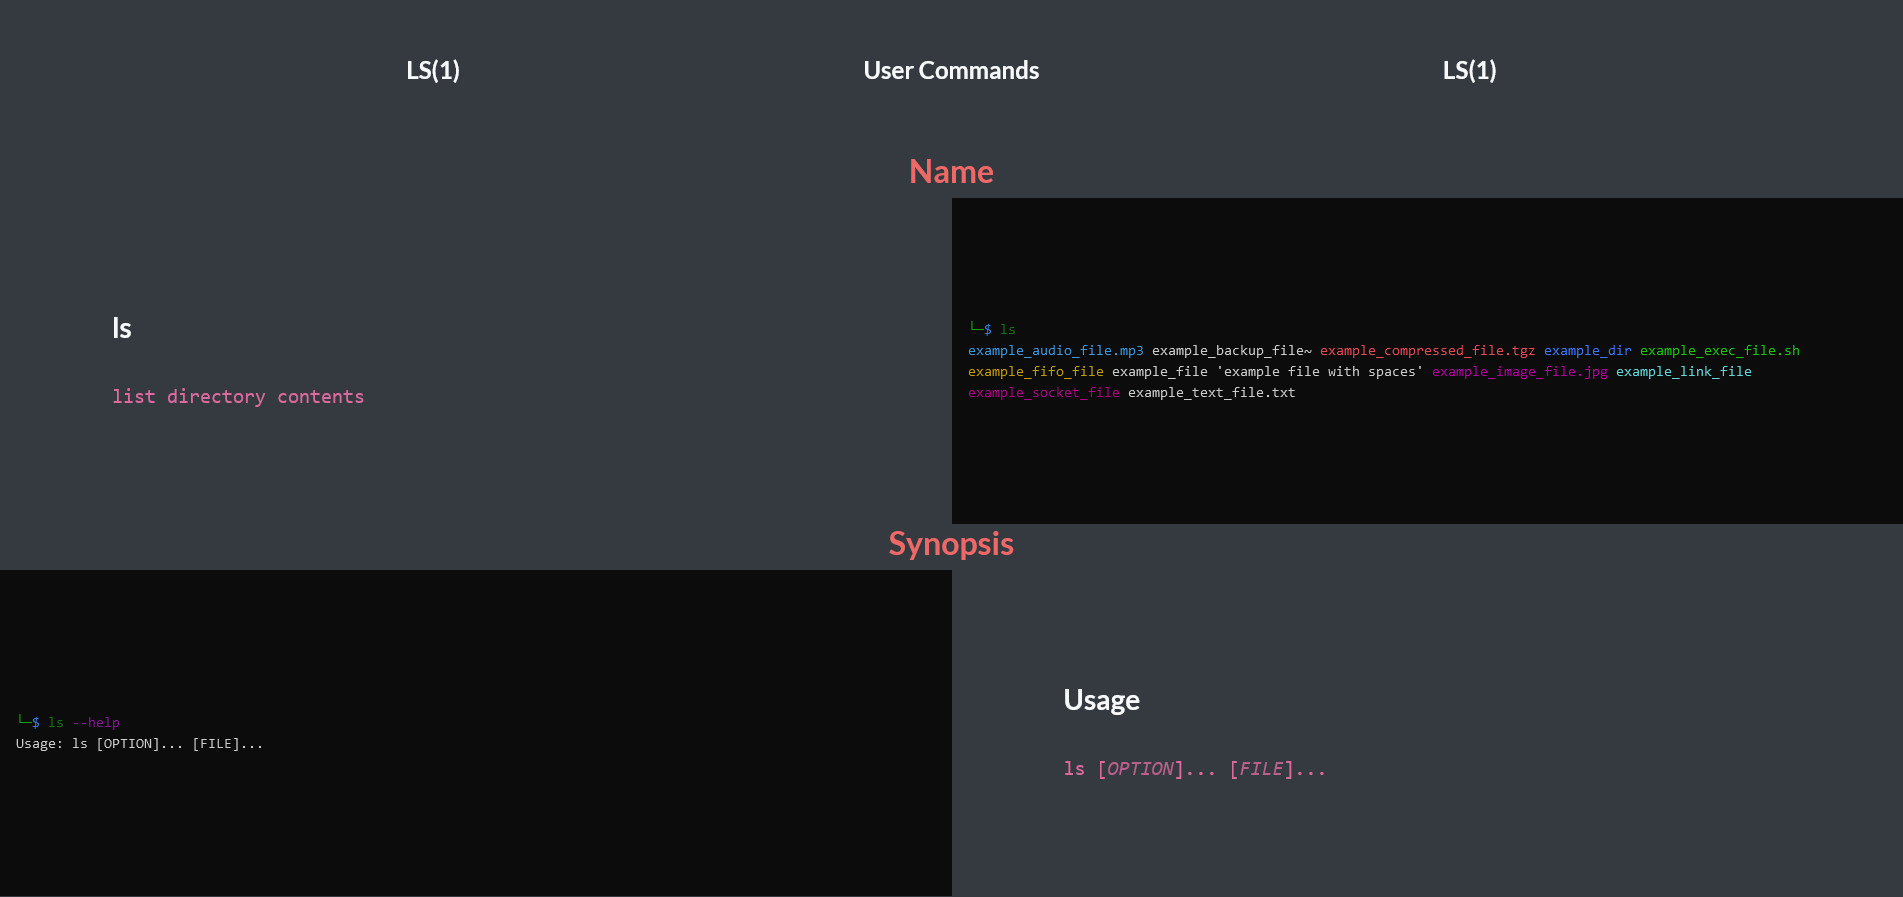 LS(1) User Commands LS(1)
Name
ls
list directory contents
└─$ ls
example_audio_file.mp3 example_backup_file~ example_compressed_file.tgz example_dir example_exec_file.sh
example_fifo_file example_file 'example file with spaces' example_image_file.jpg example_link_file
example_socket_file example_text_file.txt
Synopsis
└─$ ls --help
Usage: ls [OPTION]... [FILE]...
Usage
ls [OPTION]... [FILE]...